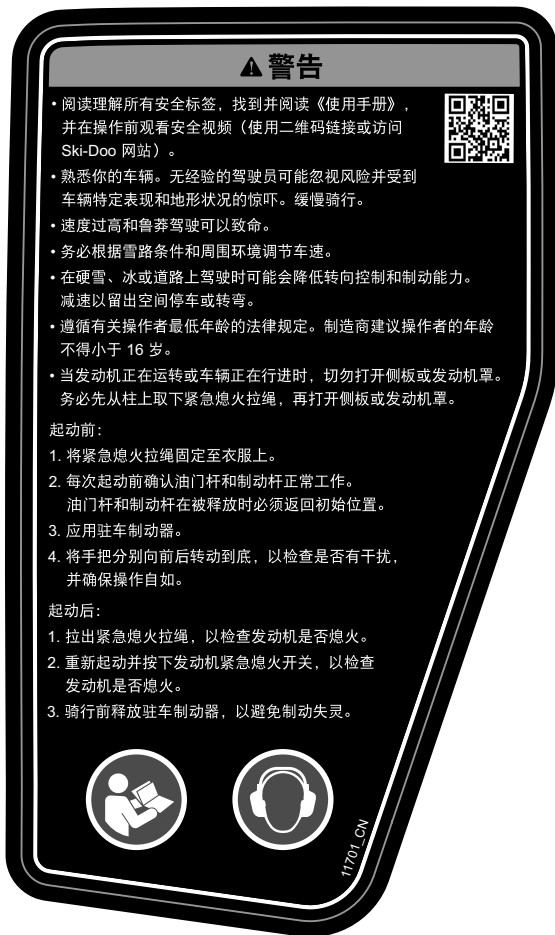 警告
• 阅读理解所有安全标签，找到并阅读《使用手册》，
并在操作前观看安全视频（使用二维码链接或访问
Ski-Doo 网站）。
• 熟悉你的车辆。无经验的驾驶员可能忽视风险并受到
车辆特定表现和地形状况的惊吓。缓慢骑行。
• 速度过高和鲁莽驾驶可以致命。
• 务必根据雪路条件和周围环境调节车速。
• 在硬雪、冰或道路上驾驶时可能会降低转向控制和制动能力。
减速以留出空间停车或转弯。
• 遵循有关操作者最低年龄的法律规定。制造商建议操作者的年龄
不得小于 16 岁。
• 当发动机正在运转或车辆正在行进时，切勿打开侧板或发动机罩。
务必先从柱上取下紧急熄火拉绳，再打开侧板或发动机罩。
起动前：
1. 将紧急熄火拉绳固定至衣服上。
2. 每次起动前确认油门杆和制动杆正常工作。
油门杆和制动杆在被释放时必须返回初始位置。
3. 应用驻车制动器。
4. 将手把分别向前后转动到底，以检查是否有干扰，
并确保操作自如。
起动后：
1. 拉出紧急熄火拉绳，以检查发动机是否熄火。
2. 重新起动并按下发动机紧急熄火开关，以检查
发动机是否熄火。
3. 骑行前释放驻车制动器，以避免制动失灵。
11701_CN